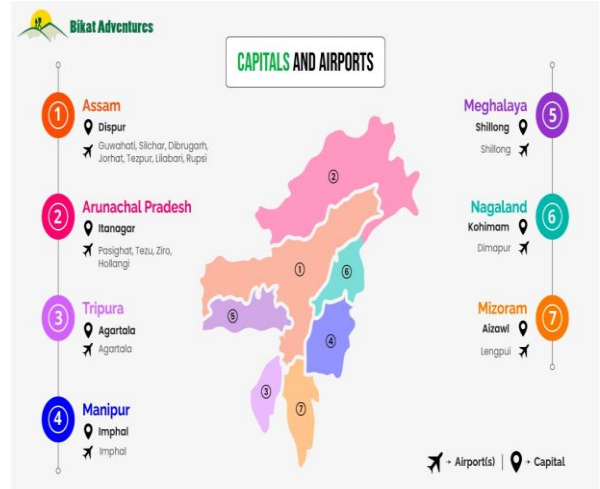 Bikat Adventures
CAPITALS AND AIRPORTS
1
Assam
Dispur
Guwahati, Silchar, Dibrugarh,
Jorhat, Tezpur, Lilabari, Rupsi
2
Arunachal Pradesh
Itanagar
Pasighat, Tezu, Ziro,
Hollangi
3
Tripura
Agartala
Agartala
4
Manipur
Imphal
Imphal
2
1
6
5
4
3
7
Meghalaya
5
Shillong
Shillong
Nagaland
6
Kohimam
Dimapur
Mizoram
7
Aizawl
Lengpui
→ Airport(s) | → Capital